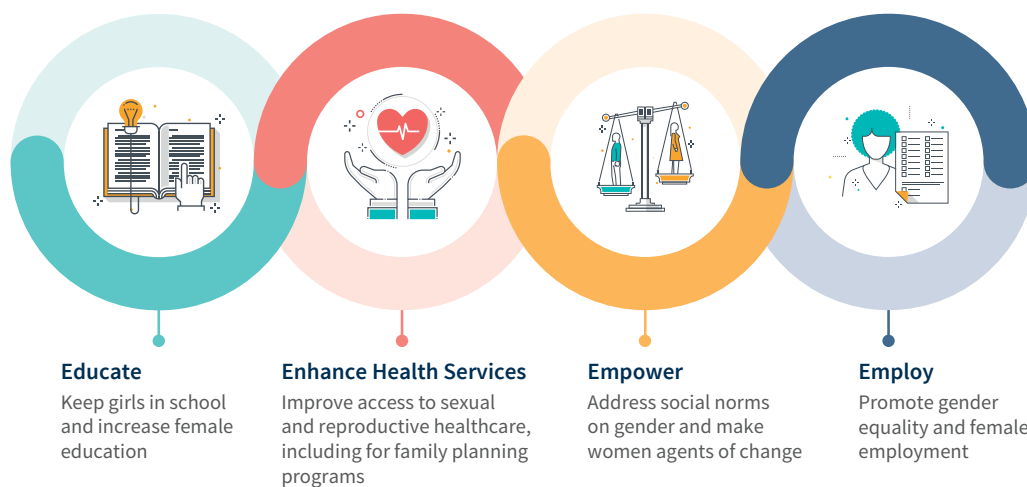 Educate
Keep girls in school
and increase female
education
Enhance Health Services
Improve access to sexual
and reproductive healthcare,
including for family planning
programs
Empower
Address social norms
on gender and make
women agents of change
Employ
Promote gender
equality and female
employment